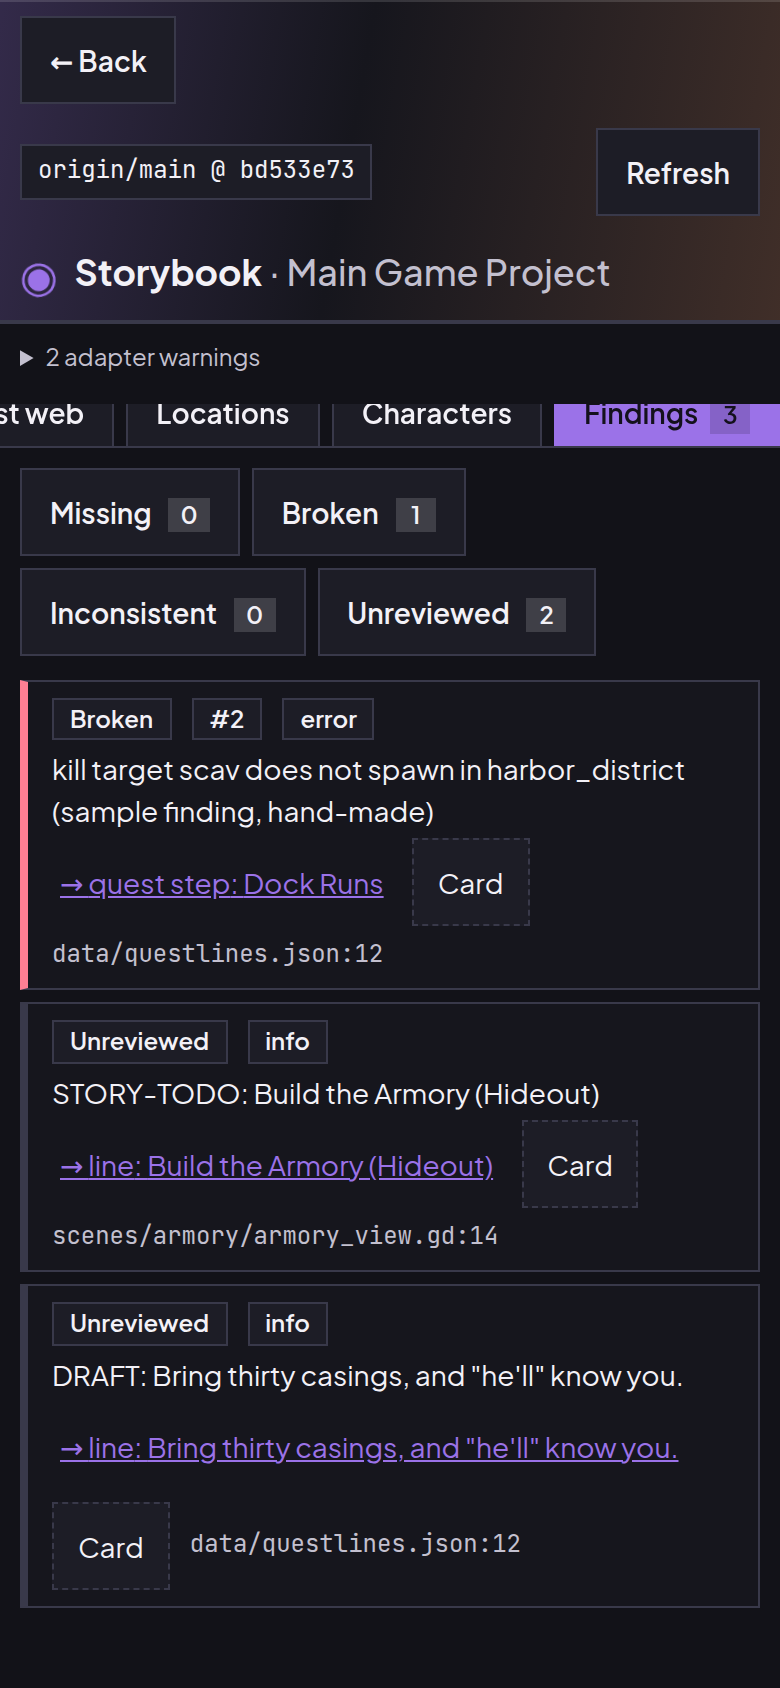 ← Back
origin/main @ bd533e73
Refresh
Storybook · Main Game Project
▶ 2 adapter warnings
st web
Locations
Characters
Findings 3
Missing 0
Broken 1
Inconsistent 0
Unreviewed 2
Broken #2 error
kill target scav does not spawn in harbor_district
(sample finding, hand-made)
→ quest step: Dock Runs Card
data/questlines.json:12
Unreviewed info
STORY-TODO: Build the Armory (Hideout)
→ line: Build the Armory (Hideout) Card
scenes/armory/armory_view.gd:14
Unreviewed info
DRAFT: Bring thirty casings, and "he'll" know you.
→ line: Bring thirty casings, and "he'll" know you.
Card data/questlines.json:12